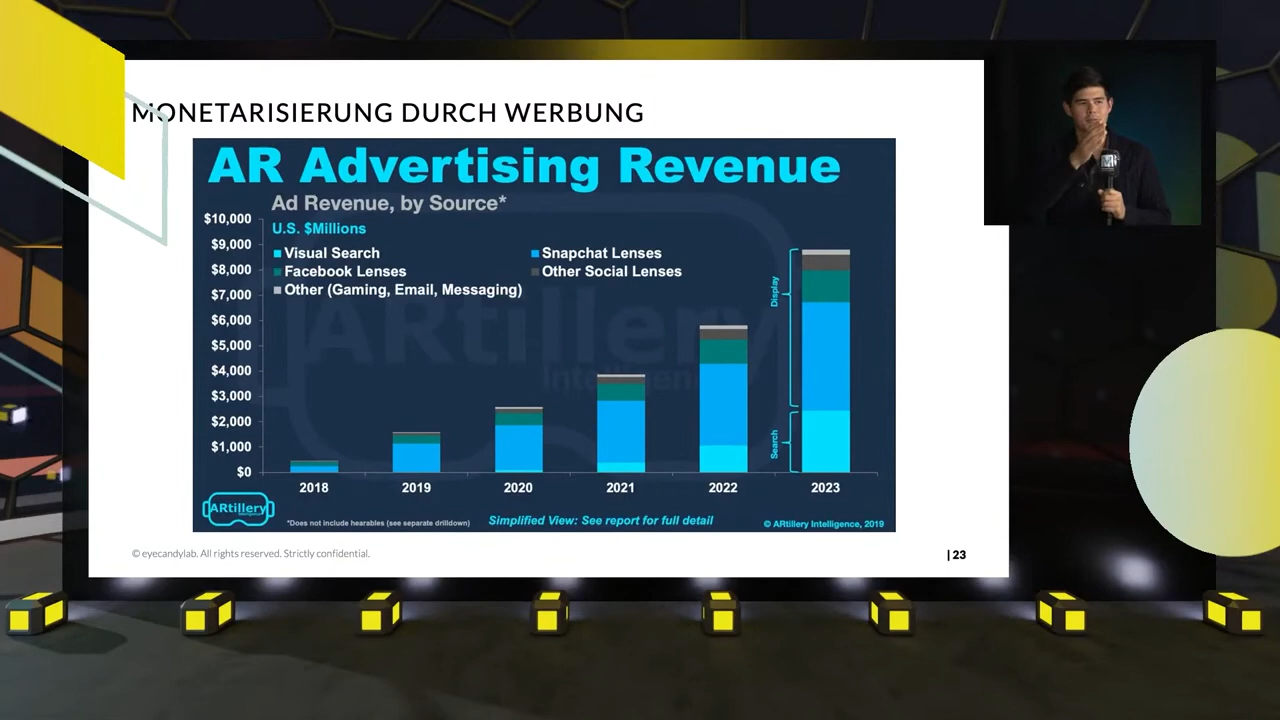 MONETARISIERUNG DURCH WERBUNG
AR Advertising Revenue
Ad Revenue, by Source*
U.S. $Millions
Visual Search
Snapchat Lenses
Facebook Lenses
Other Social Lenses
Other (Gaming, Email, Messaging)
$10,000
$9,000
$8,000
$7,000
$6,000
$5,000
$4,000
$3,000
$2,000
$1,000
$0
Display
Search
ARtillery
Intelligence
2018
2019
2020
2021
2022
2023
ARtillery
*Does not include hearables (see separate drilldown)
Simplified View: See report for full detail
© ARtillery Intelligence, 2019
© eyecandylab. All rights reserved. Strictly confidential.
| 23